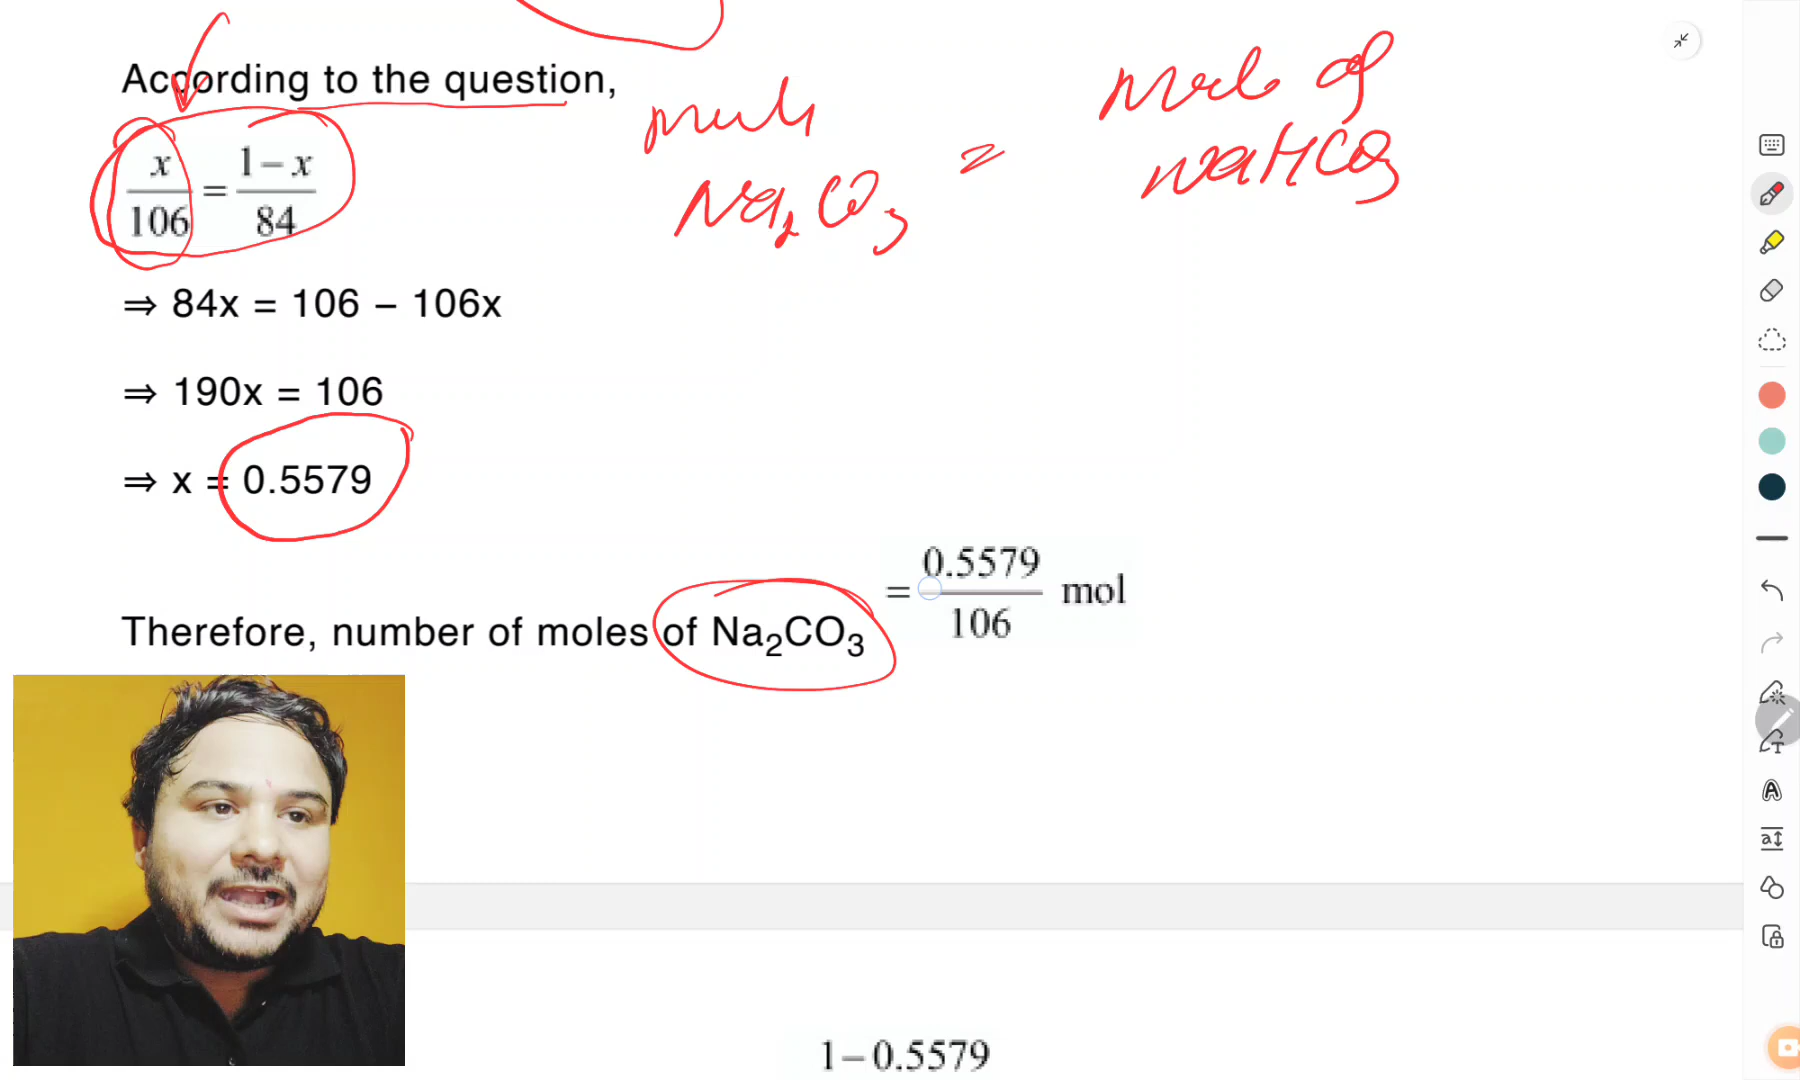 According to the question,
x/106 = 1 – x/84
mole
Na₂CO₃
=
mole of
NaHCO₃
⇒ 84x = 106 – 106x
⇒ 190x = 106
⇒ x = 0.5579
Therefore, number of moles of Na₂CO₃ = 0.5579/106 mol
1 – 0.5579